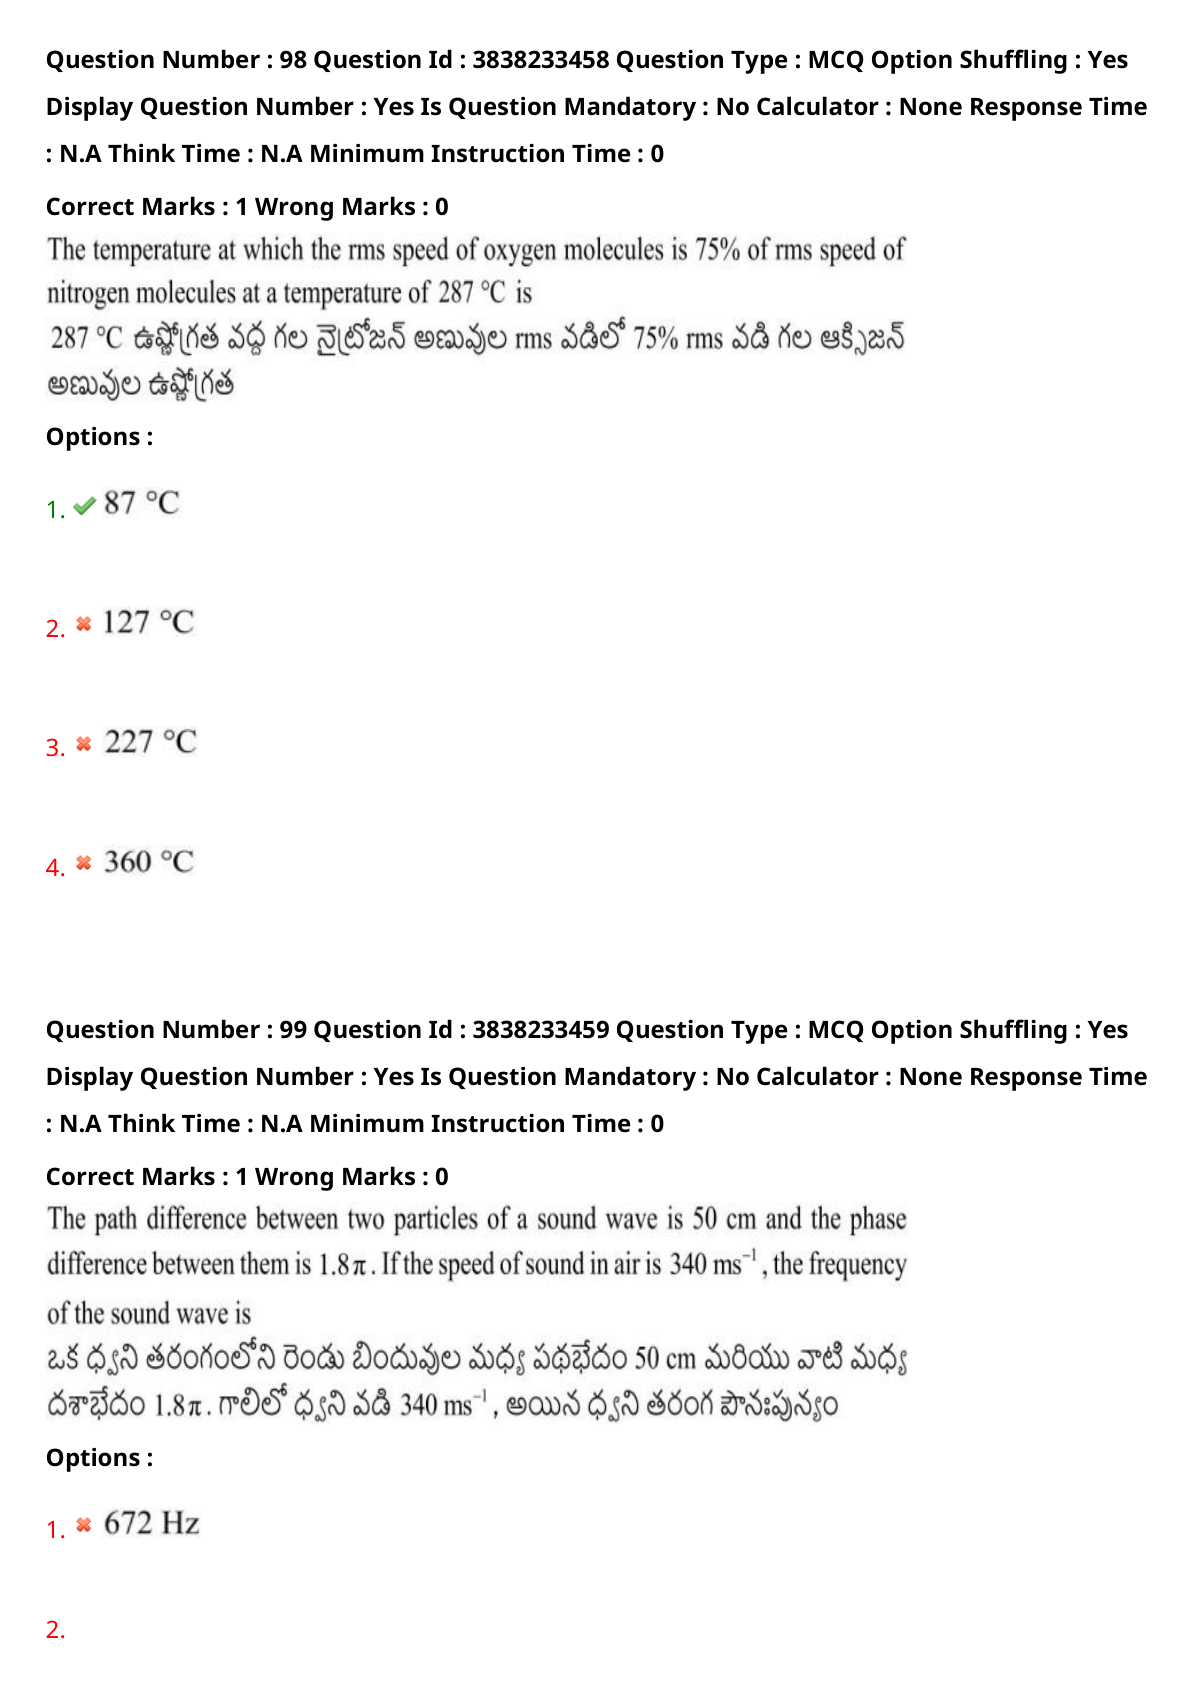 Question Number : 98 Question Id : 3838233458 Question Type : MCQ Option Shuffling : Yes
Display Question Number : Yes Is Question Mandatory : No Calculator : None Response Time
: N.A Think Time : N.A Minimum Instruction Time : 0
Correct Marks : 1 Wrong Marks : 0
The temperature at which the rms speed of oxygen molecules is 75% of rms speed of
nitrogen molecules at a temperature of 287 °C is
287 °C ఉష్ణోగ్రత వద్ద గల నైట్రోజన్ అణువుల rms వడిలో 75% rms వడి గల ఆక్సిజన్
అణువుల ఉష్ణోగ్రత
Options :
1. 87 °C
2. 127 °C
3. 227 °C
4. 360 °C
Question Number : 99 Question Id : 3838233459 Question Type : MCQ Option Shuffling : Yes
Display Question Number : Yes Is Question Mandatory : No Calculator : None Response Time
: N.A Think Time : N.A Minimum Instruction Time : 0
Correct Marks : 1 Wrong Marks : 0
The path difference between two particles of a sound wave is 50 cm and the phase
difference between them is 1.8π. If the speed of sound in air is 340 ms⁻¹, the frequency
of the sound wave is
ఒక ధ్వని తరంగంలోని రెండు బిందువుల మధ్య పథభేదం 50 cm మరియు వాటి మధ్య
దశాభేదం 1.8π. గాలిలో ధ్వని వడి 340 ms⁻¹, అయిన ధ్వని తరంగ పౌనఃపున్యం
Options :
1. 672 Hz
2.